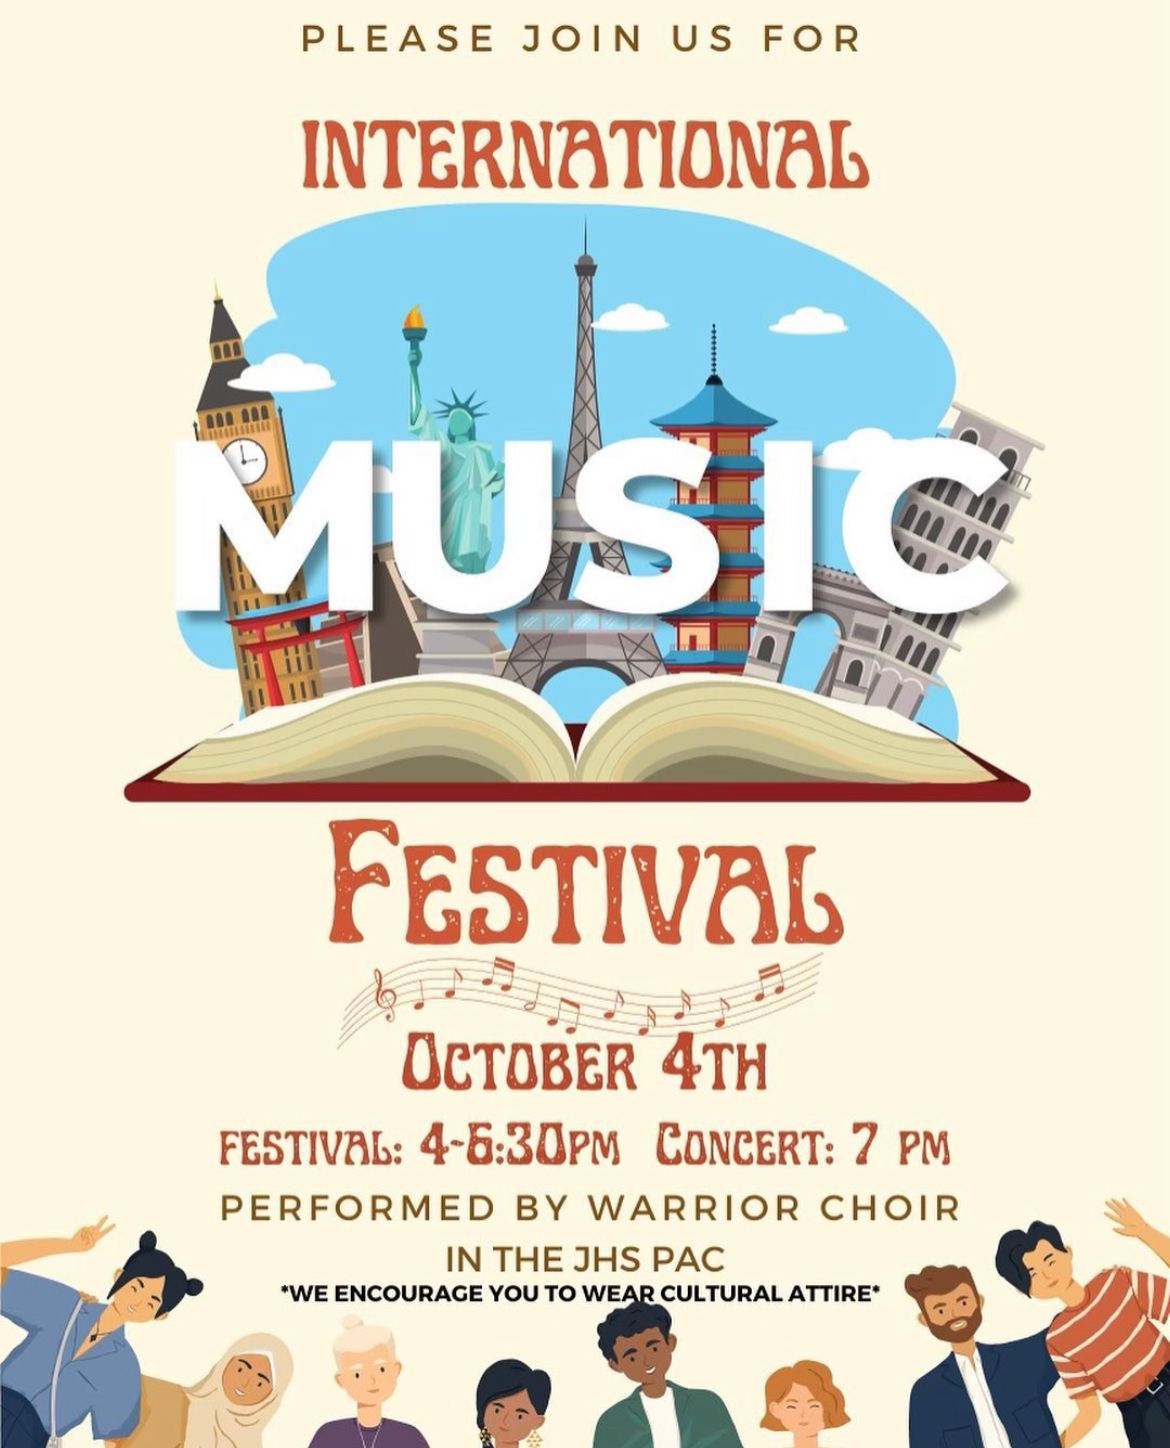 PLEASE JOIN US FOR
INTERNATIONAL
MUSIC
FESTIVAL
OCTOBER 4TH
FESTIVAL: 4-6:30PM CONCERT: 7 PM
PERFORMED BY WARRIOR CHOIR
IN THE JHS PAC
*WE ENCOURAGE YOU TO WEAR CULTURAL ATTIRE*